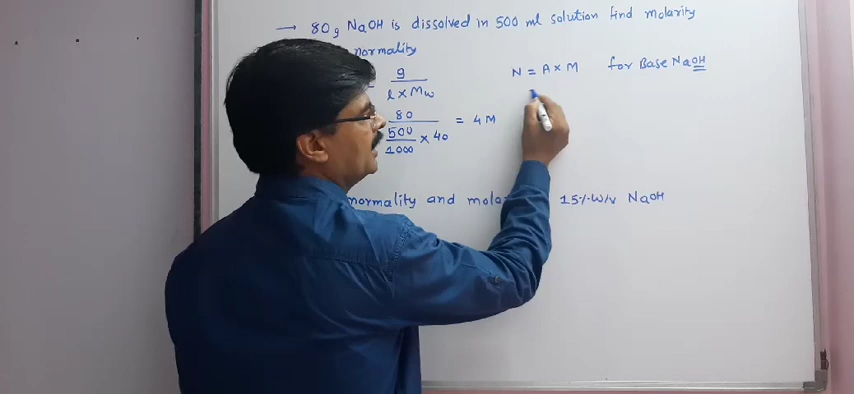 → 80g NaOH is dissolved in 500 ml solution find molarity
normality
g
l × Mw
N = A × M for Base NaOH
80
500
1000
× 40 = 4 M
normality and mola 15% w/v NaOH